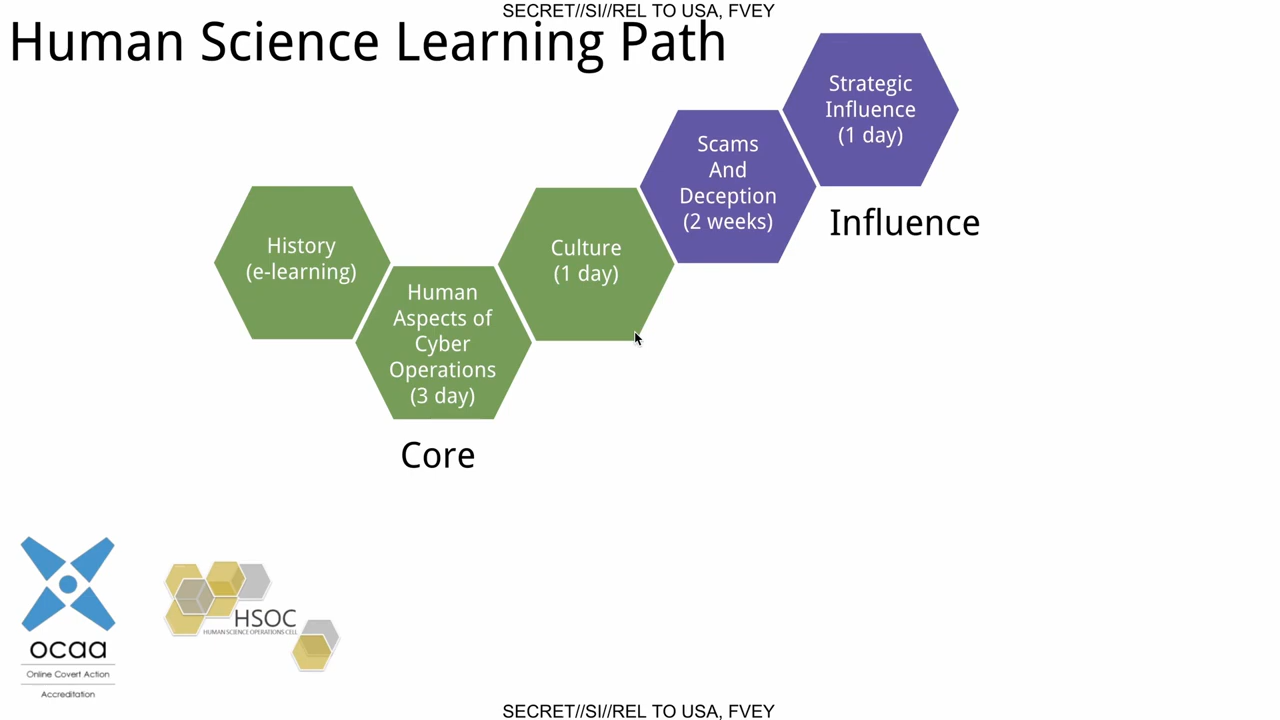 SECRET//SI//REL TO USA, FVEY
Human Science Learning Path
Strategic
Influence
(1 day)
Scams
And
Deception
(2 weeks)
Influence
History
(e-learning)
Culture
(1 day)
Human
Aspects of
Cyber
Operations
(3 day)
Core
ocaa
Online Covert Action
Accreditation
HSOC
HUMAN SCIENCE OPERATIONS CELL
SECRET//SI//REL TO USA, FVEY